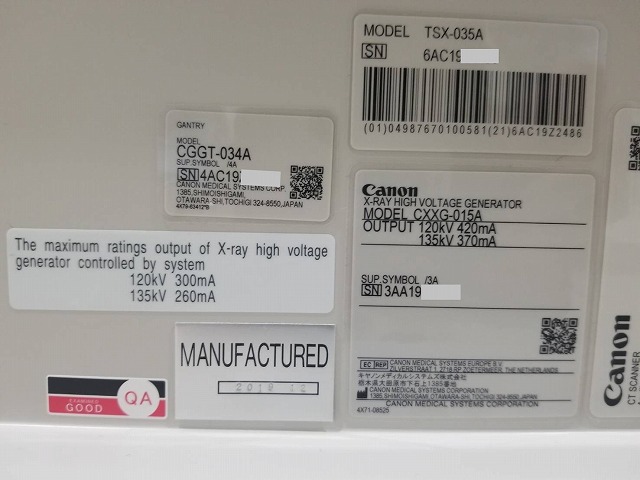 MODEL TSX-035A
SN 6AC19
(01)04987670100581(21)6AC19Z2486
GANTRY
MODEL
CGGT-034A
SUP.SYMBOL /4A
SN 4AC19Z
CANON MEDICAL SYSTEMS CORP.
1385,SHIMOISHIGAMI,
OTAWARA-SHI,TOCHIGI 324-8550,JAPAN
4X79-63412*B
The maximum ratings output of X-ray high voltage
generator controlled by system
120kV 300mA
135kV 260mA
MANUFACTURED
2019 12
EXAMINED
GOOD
QA
Canon
X-RAY HIGH VOLTAGE GENERATOR
MODEL CXXG-015A
OUTPUT 120kV 420mA
135kV 370mA
SUP.SYMBOL /3A
SN 3AA19
EC REP CANON MEDICAL SYSTEMS EUROPE B.V.
ZILVERSTRAAT 1, 2718 RP ZOETERMEER, THE NETHERLANDS
キヤノンメディカルシステムズ株式会社
栃木県大田原市下石上1385番地
CANON MEDICAL SYSTEMS CORPORATION
1385,SHIMOISHIGAMI, OTAWARA-SHI, TOCHIGI 324-8550, JAPAN
CANON MEDICAL SYSTEMS CORPORATION
4X71-08525
Canon
CT SCANNER